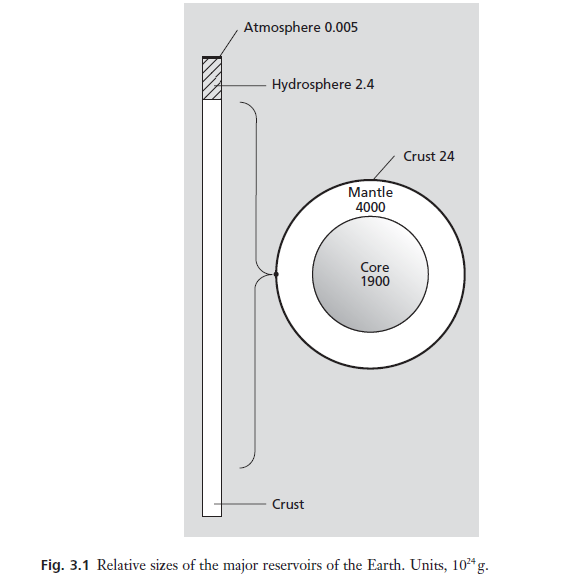 Atmosphere 0.005
Hydrosphere 2.4
Crust 24
Mantle
4000
Core
1900
Crust
Fig. 3.1 Relative sizes of the major reservoirs of the Earth. Units, 10²⁴ g.